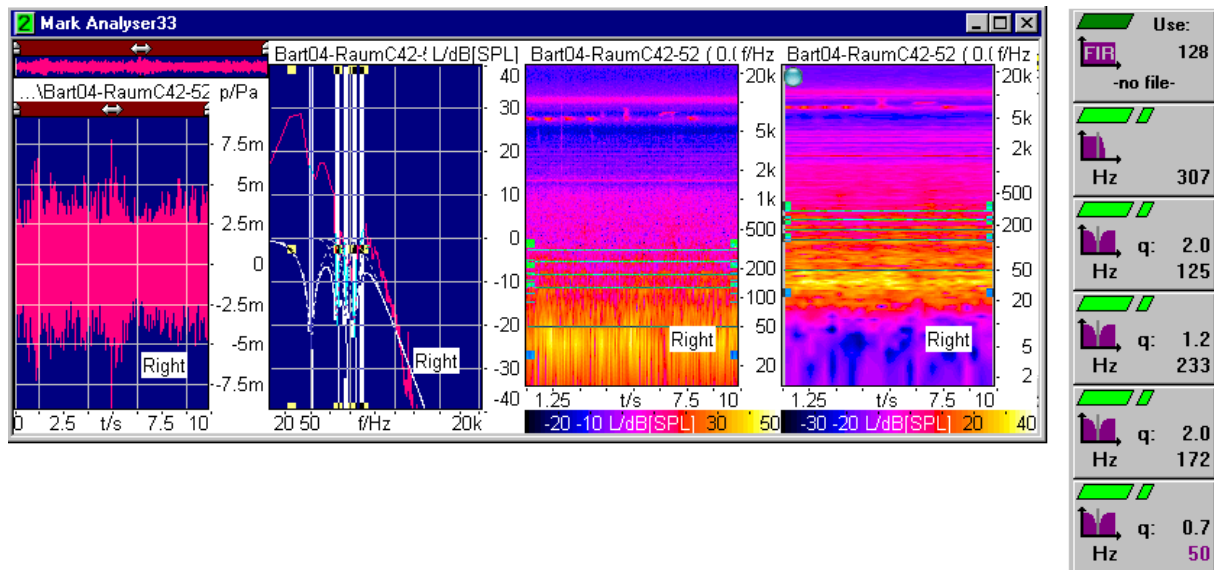 2 Mark Analyser33
...\Bart04-RaumC42-52 p/Pa
7.5m
5m
2.5m
0
-2.5m
-5m
-7.5m
Right
0 2.5 t/s 7.5 10
Bart04-RaumC42- L/dB[SPL]
40
30
20
10
0
-10
-20
-30
-40
Right
20 50 f/Hz 20k
Bart04-RaumC42-52 ( 0.( f/Hz
20k
5k
2k
1k
500
200
100
50
20
Right
1.25 t/s 7.5 10
-20 -10 L/dB[SPL] 30 50
Bart04-RaumC42-52 ( 0.( f/Hz
20k
5k
2k
500
200
50
20
5
2
Right
1.25 t/s 7.5 10
-30 -20 L/dB[SPL] 20 40
Use:
FIR 128
-no file-
Hz 307
q: 2.0
Hz 125
q: 1.2
Hz 233
q: 2.0
Hz 172
q: 0.7
Hz 50